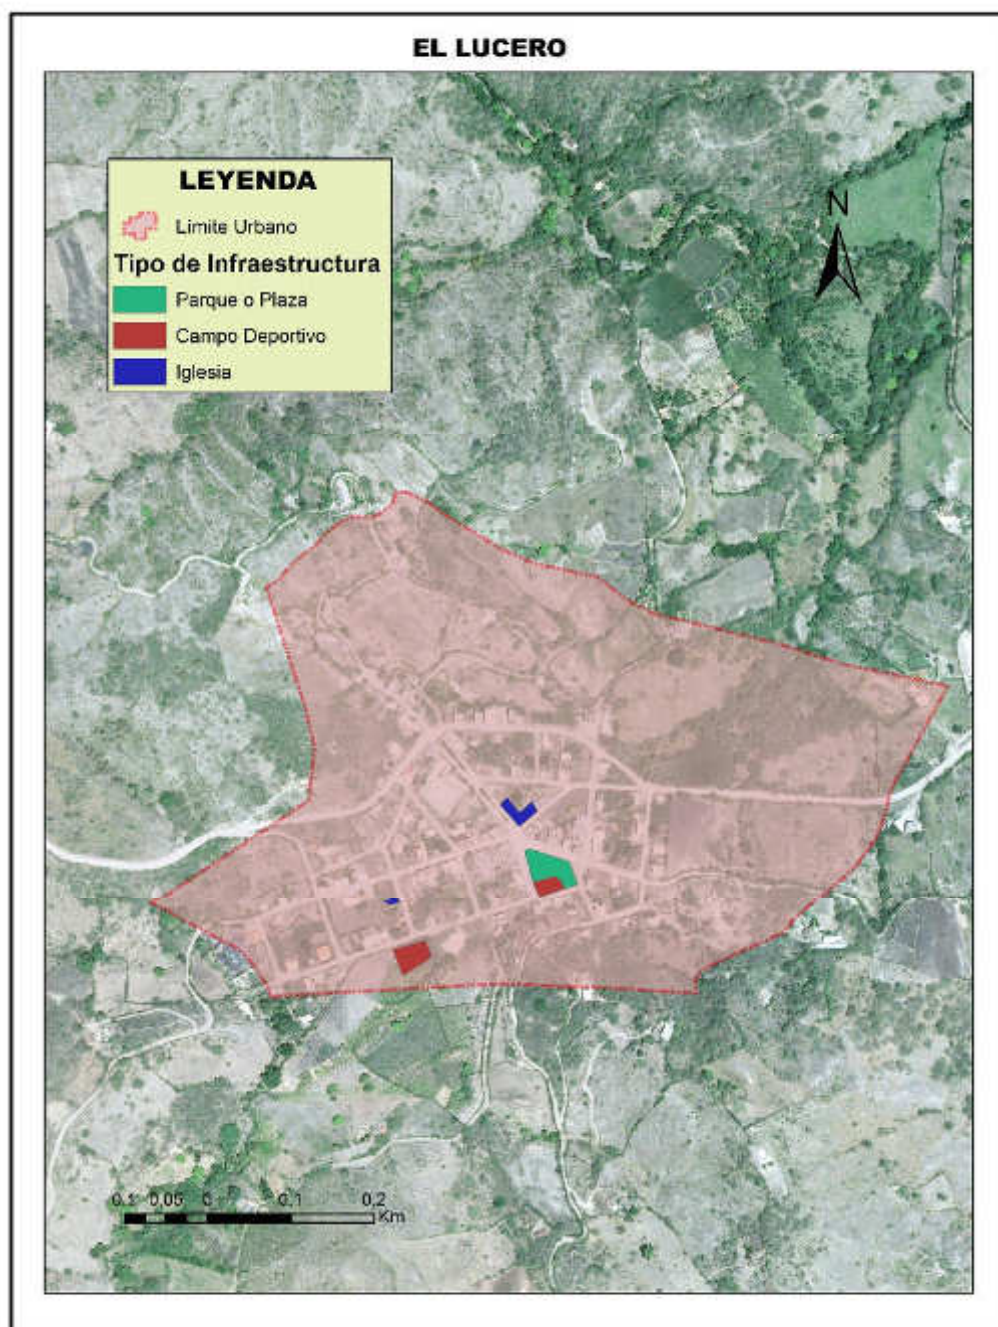 EL LUCERO
LEYENDA
Limite Urbano
Tipo de Infraestructura
Parque o Plaza
Campo Deportivo
Iglesia
N
0.1 0.05 0 0.1 0.2
Km